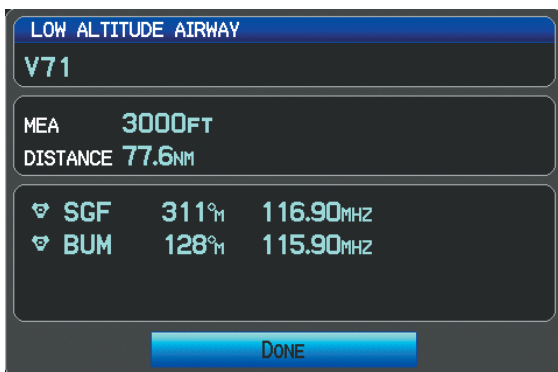 LOW ALTITUDE AIRWAY
V71
MEA 3000FT
DISTANCE 77.6NM
SGF 311°M 116.90MHZ
BUM 128°M 115.90MHZ
DONE